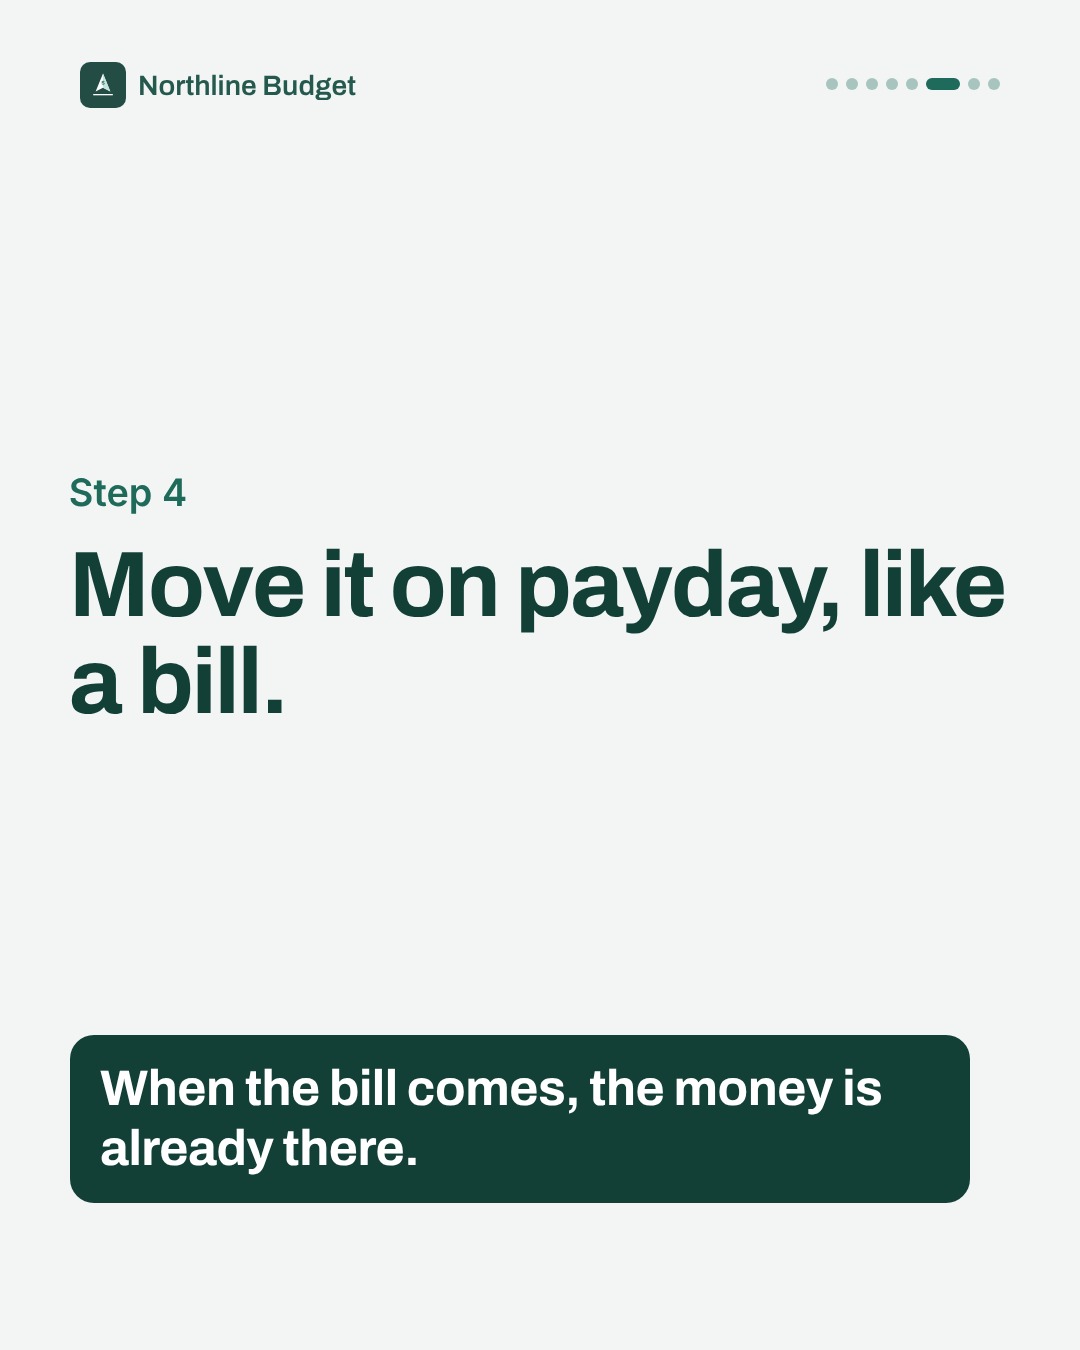 Northline Budget
Step 4
Move it on payday, like
a bill.
When the bill comes, the money is
already there.